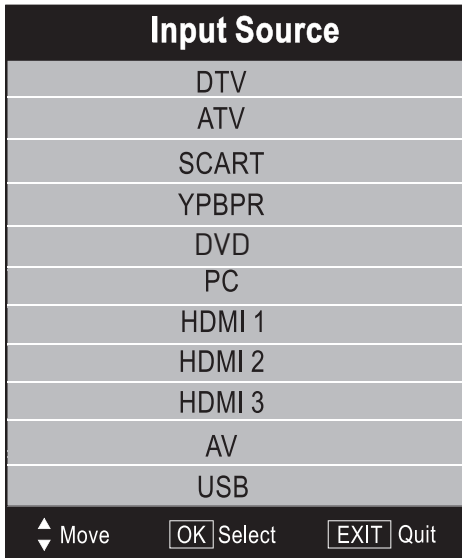 Input Source
DTV
ATV
SCART
YPBPR
DVD
PC
HDMI 1
HDMI 2
HDMI 3
AV
USB
Move OK Select EXIT Quit